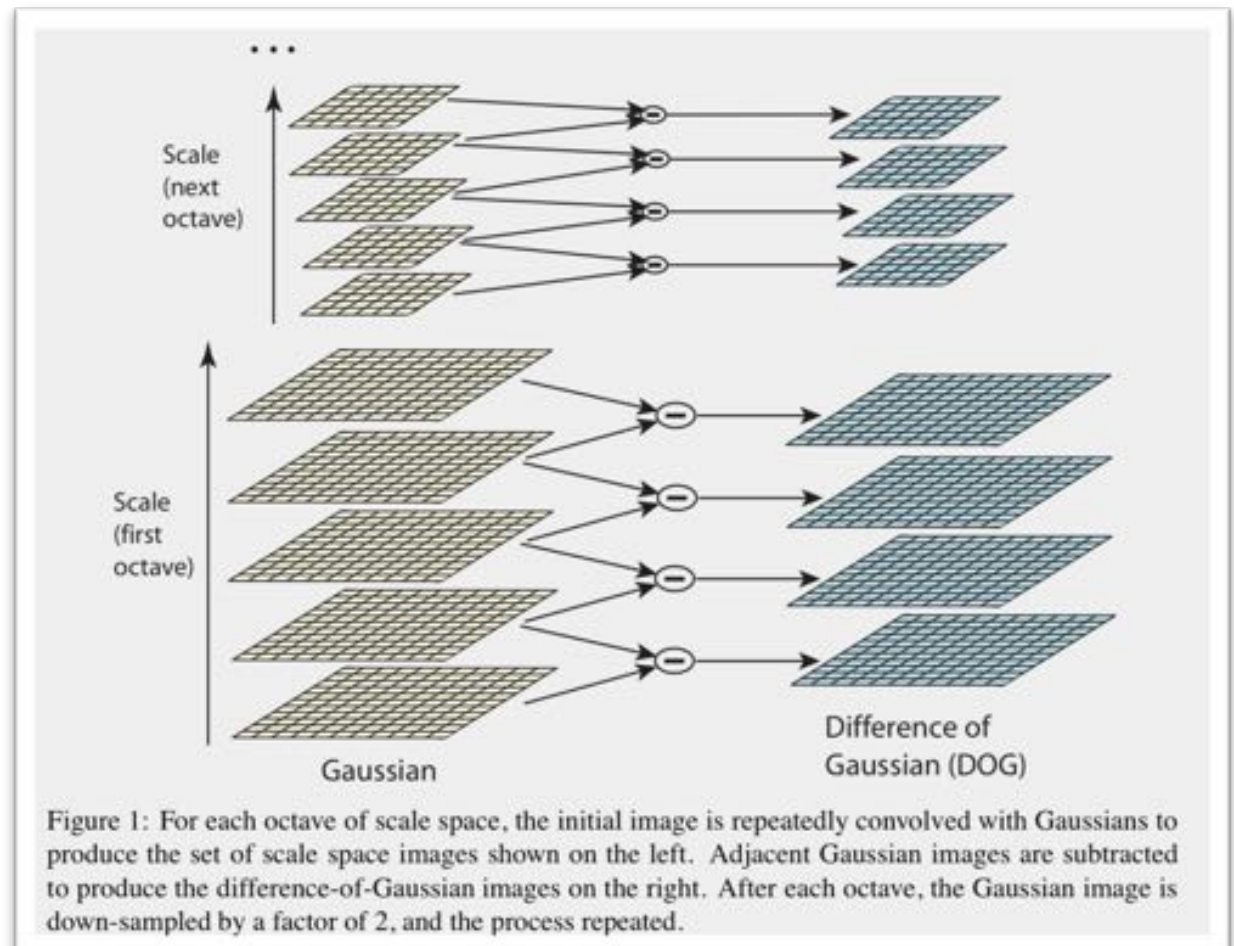 ...
Scale
(next
octave)
Scale
(first
octave)
Gaussian
Difference of
Gaussian (DOG)
Figure 1: For each octave of scale space, the initial image is repeatedly convolved with Gaussians to
produce the set of scale space images shown on the left. Adjacent Gaussian images are subtracted
to produce the difference-of-Gaussian images on the right. After each octave, the Gaussian image is
down-sampled by a factor of 2, and the process repeated.